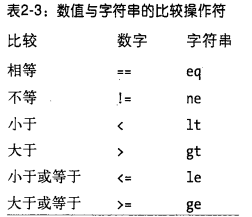 表2-3：数值与字符串的比较操作符
比较 数字 字符串
相等 == eq
不等 != ne
小于 < lt
大于 > gt
小于或等于 <= le
大于或等于 >= ge